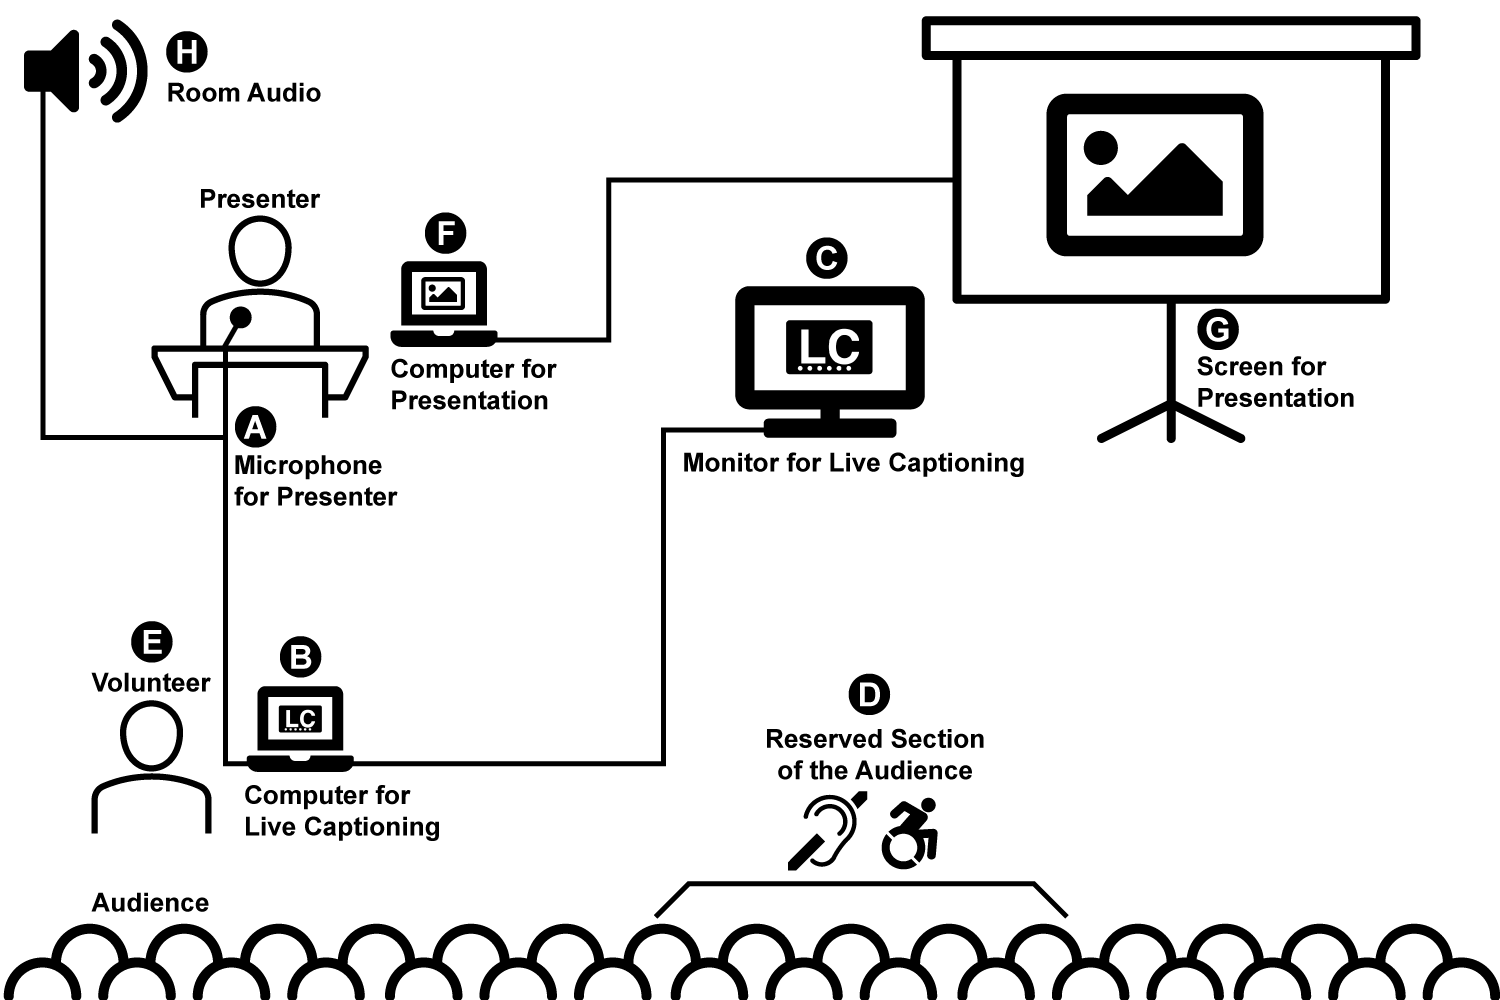 H
Room Audio
Presenter
F
Computer for
Presentation
C
LC
Monitor for Live Captioning
G
Screen for
Presentation
A
Microphone
for Presenter
E
Volunteer
B
LC
Computer for
Live Captioning
D
Reserved Section
of the Audience
Audience